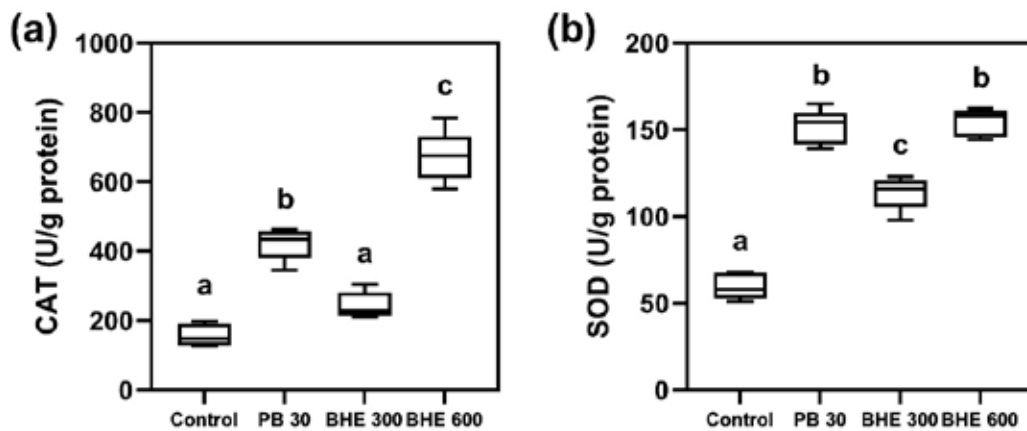 (a)
CAT (U/g protein)
1000
800
600
400
200
0
a
b
a
c
Control PB 30 BHE 300 BHE 600
(b)
SOD (U/g protein)
200
150
100
50
0
a
b
c
b
Control PB 30 BHE 300 BHE 600